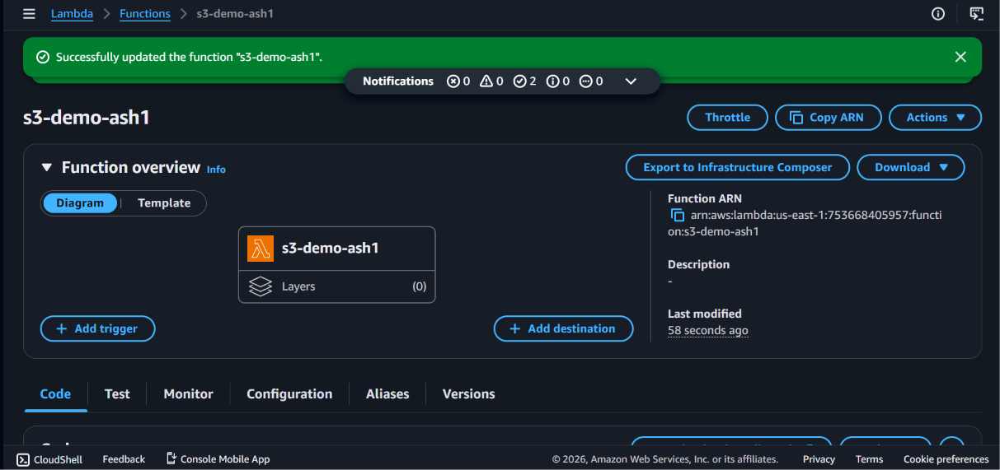 Lambda > Functions > s3-demo-ash1
Successfully updated the function "s3-demo-ash1".
Notifications 0 0 2 0 0
s3-demo-ash1
Throttle Copy ARN Actions
Function overview Info
Export to Infrastructure Composer Download
Diagram Template
s3-demo-ash1
Layers (0)
+ Add trigger
+ Add destination
Function ARN
arn:aws:lambda:us-east-1:753668405957:functi
on:s3-demo-ash1
Description
-
Last modified
58 seconds ago
Code Test Monitor Configuration Aliases Versions
CloudShell Feedback Console Mobile App © 2026, Amazon Web Services, Inc. or its affiliates. Privacy Terms Cookie preferences